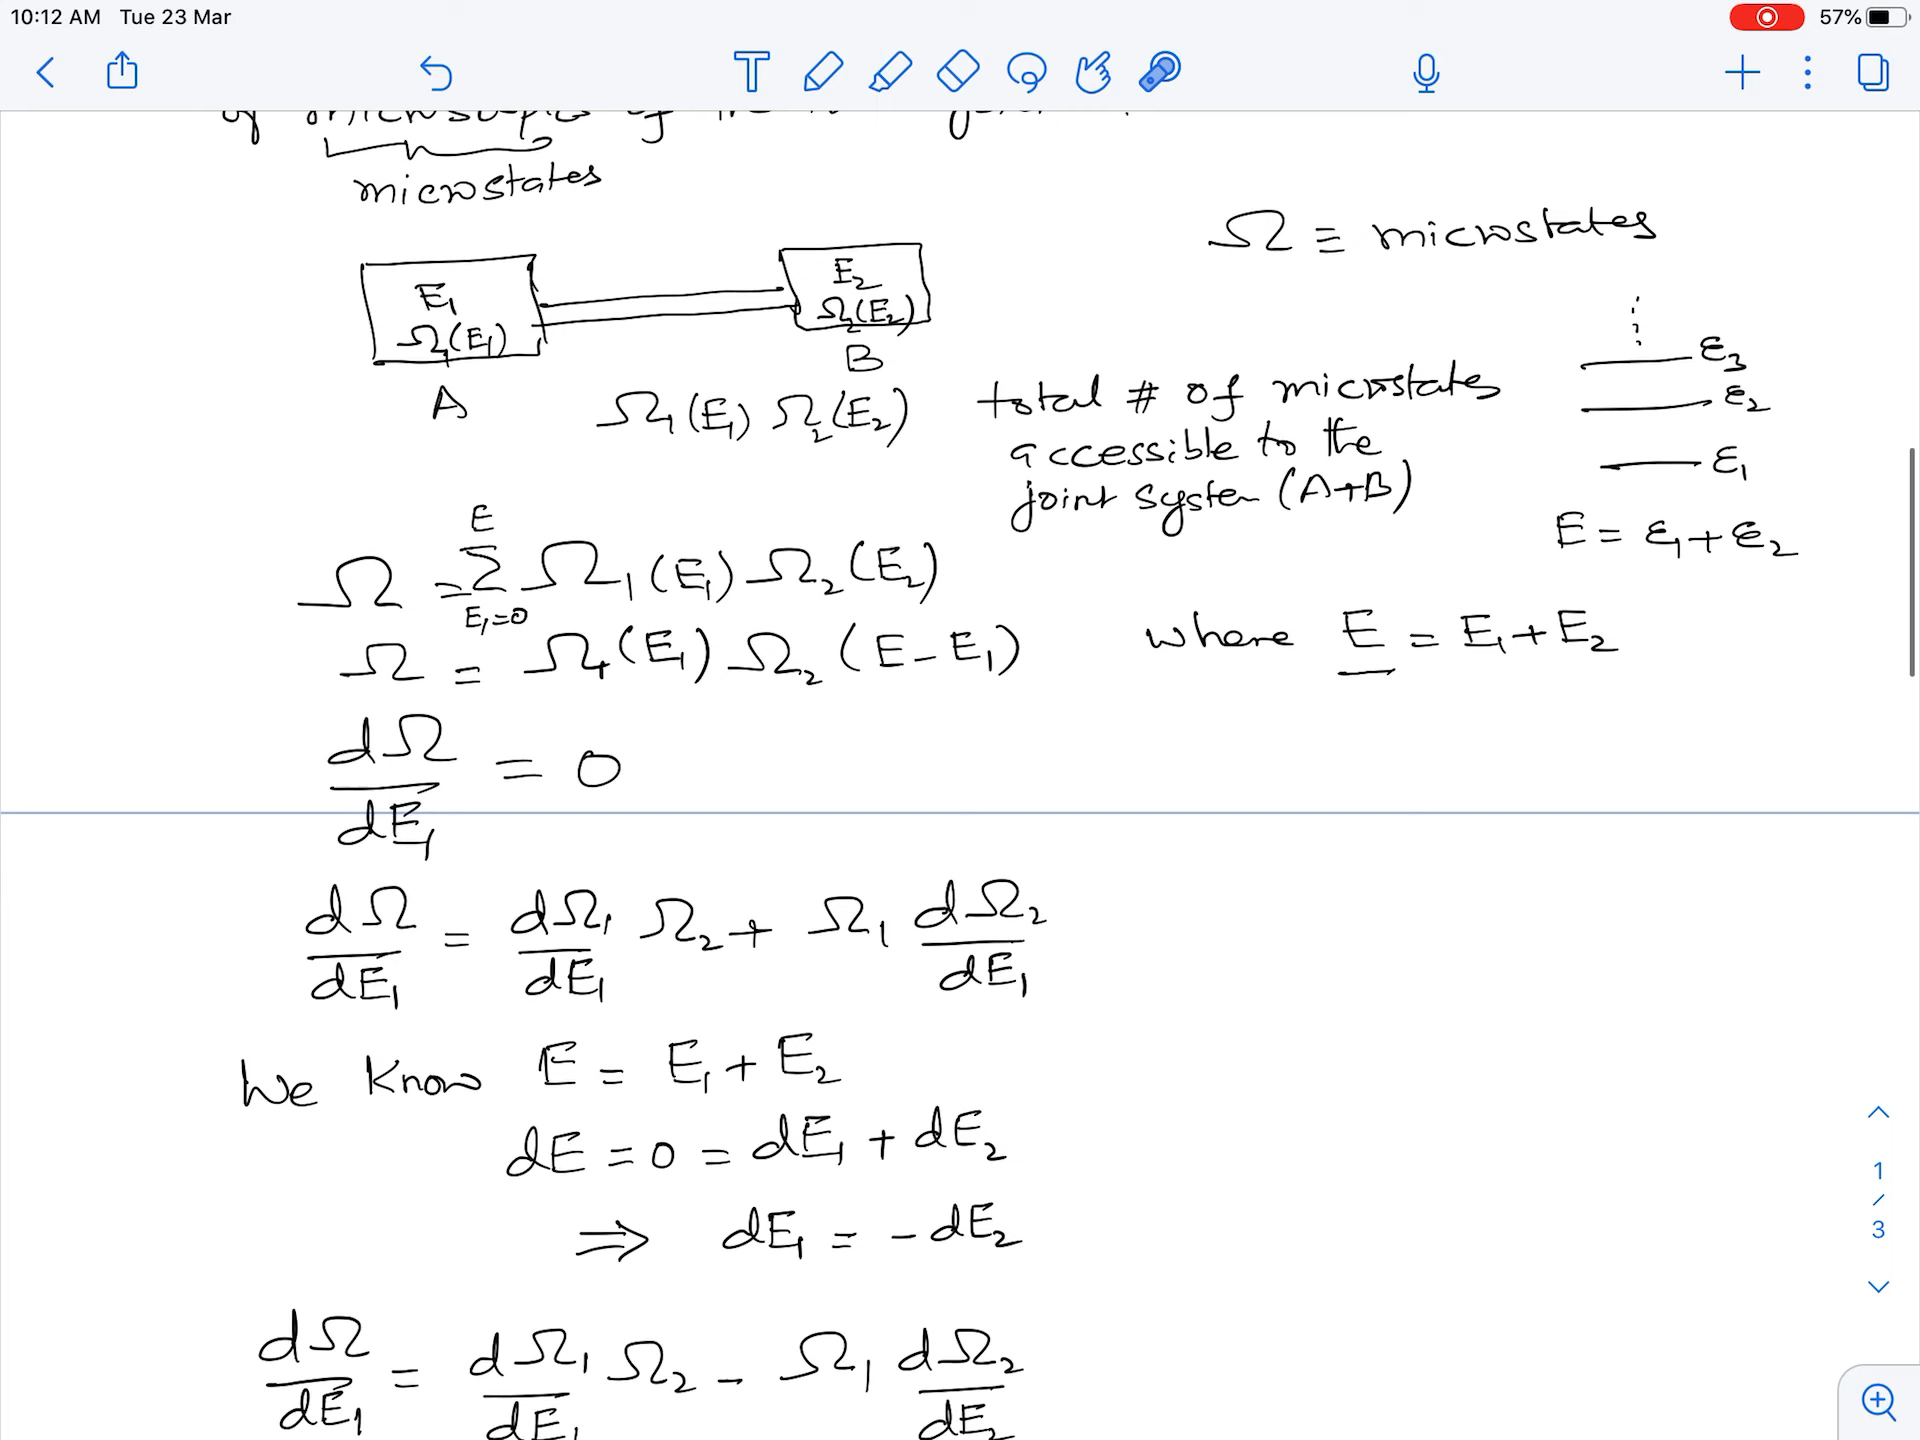 10:12 AM Tue 23 Mar
57%
T
of of the
microstates
Ω ≡ microstates
E₁
Ω₁(E₁)
A
E₂
Ω₂(E₂)
B
Ω₁(E₁) Ω₂(E₂) total # of microstates
accessible to the
joint system (A+B)
ε₃
ε₂
ε₁
E = ε₁ + ε₂
Ω = Σ_{E₁=0}^{E} Ω₁(E₁) Ω₂(E₂)
where E = E₁ + E₂
Ω = Ω₁(E₁) Ω₂(E - E₁)
dΩ/dE₁ = 0
dΩ/dE₁ = dΩ₁/dE₁ Ω₂ + Ω₁ dΩ₂/dE₁
We know E = E₁ + E₂
dE = 0 = dE₁ + dE₂
⇒ dE₁ = - dE₂
dΩ/dE₁ = dΩ₁/dE₁ Ω₂ - Ω₁ dΩ₂/dE₂
1
/
3